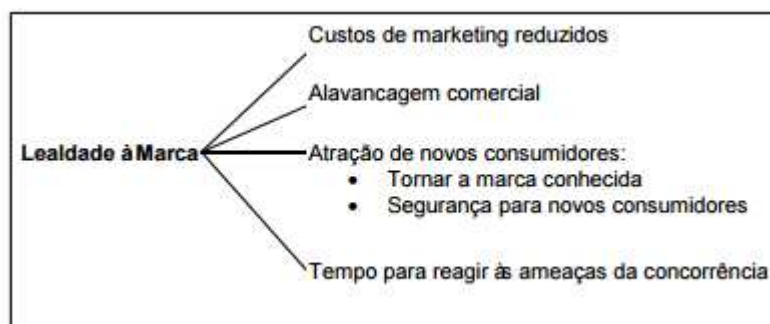 Custos de marketing reduzidos
Alavancagem comercial
Lealdade à Marca
Atração de novos consumidores:
• Tornar a marca conhecida
• Segurança para novos consumidores
Tempo para reagir às ameaças da concorrência